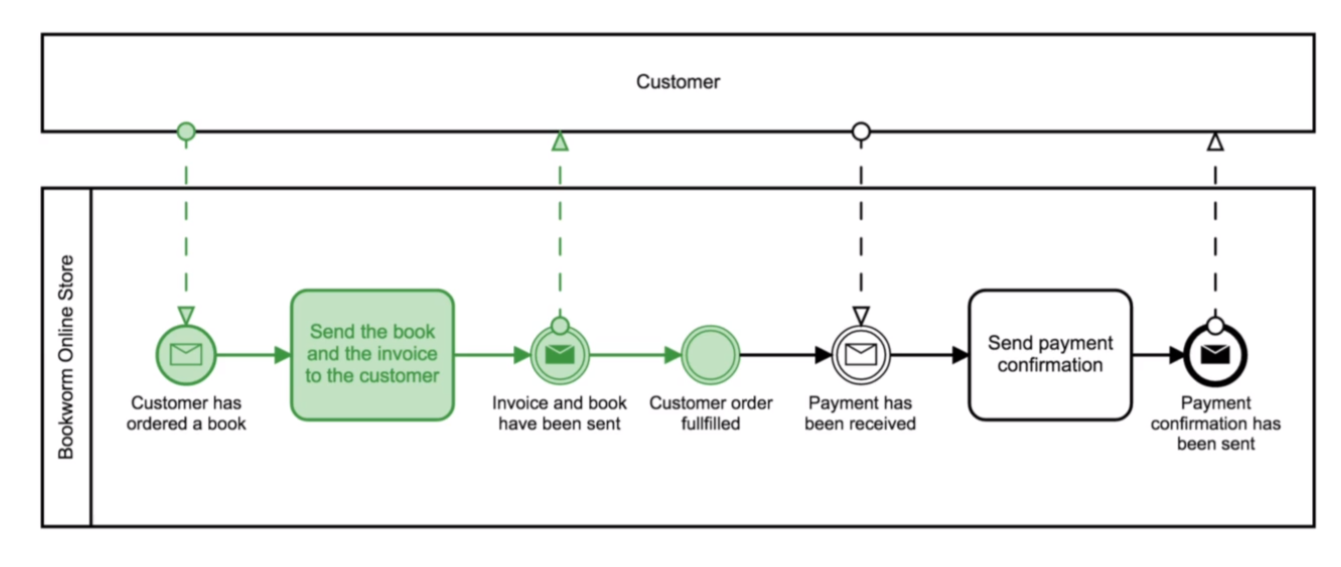 Customer
Bookworm Online Store
Send the book
and the invoice
to the customer
Send payment
confirmation
Customer has
ordered a book
Invoice and book
have been sent
Customer order
fullfilled
Payment has
been received
Payment
confirmation has
been sent